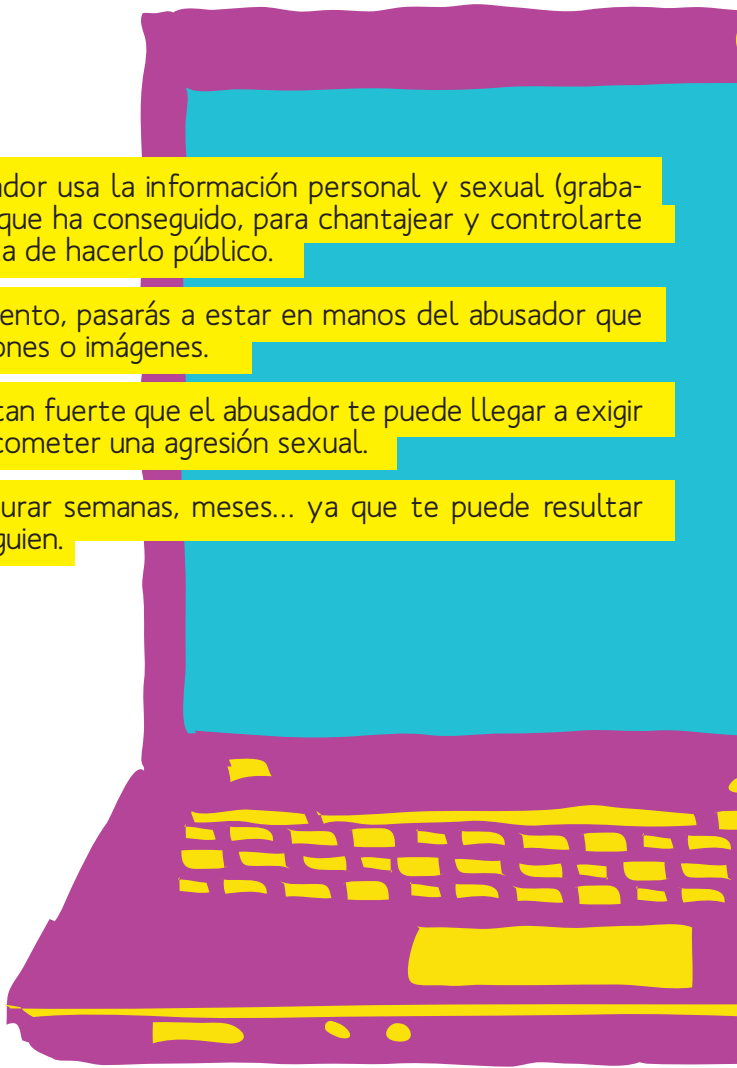 ador usa la información personal y sexual (graba-
que ha conseguido, para chantajear y controlarte
a de hacerlo público.
ento, pasarás a estar en manos del abusador que
ones o imágenes.
tan fuerte que el abusador te puede llegar a exigir
cometer una agresión sexual.
urar semanas, meses... ya que te puede resultar
guien.